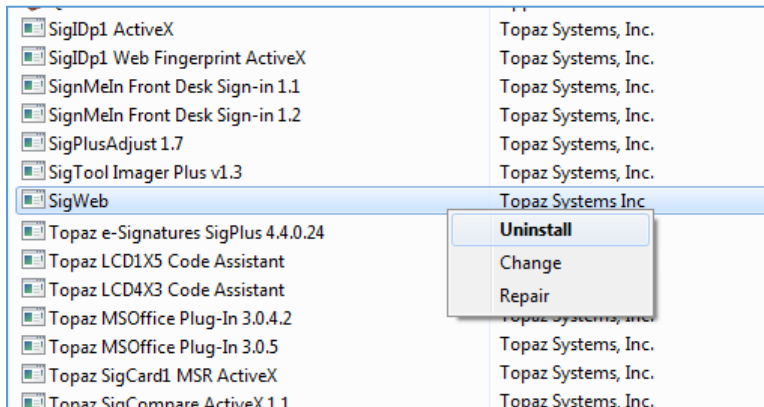 SigIDp1 ActiveX Topaz Systems, Inc.
SigIDp1 Web Fingerprint ActiveX Topaz Systems, Inc.
SignMeIn Front Desk Sign-in 1.1 Topaz Systems, Inc.
SignMeIn Front Desk Sign-in 1.2 Topaz Systems, Inc.
SigPlusAdjust 1.7 Topaz Systems, Inc.
SigTool Imager Plus v1.3 Topaz Systems, Inc.
SigWeb Topaz Systems Inc
Uninstall
Topaz e-Signatures SigPlus 4.4.0.24
Topaz LCD1X5 Code Assistant Change
Topaz LCD4X3 Code Assistant Repair
Topaz MSOffice Plug-In 3.0.4.2 Topaz Systems, Inc.
Topaz MSOffice Plug-In 3.0.5 Topaz Systems, Inc.
Topaz SigCard1 MSR ActiveX Topaz Systems, Inc.
Topaz SigCompare ActiveX 1.1 Topaz Systems, Inc.